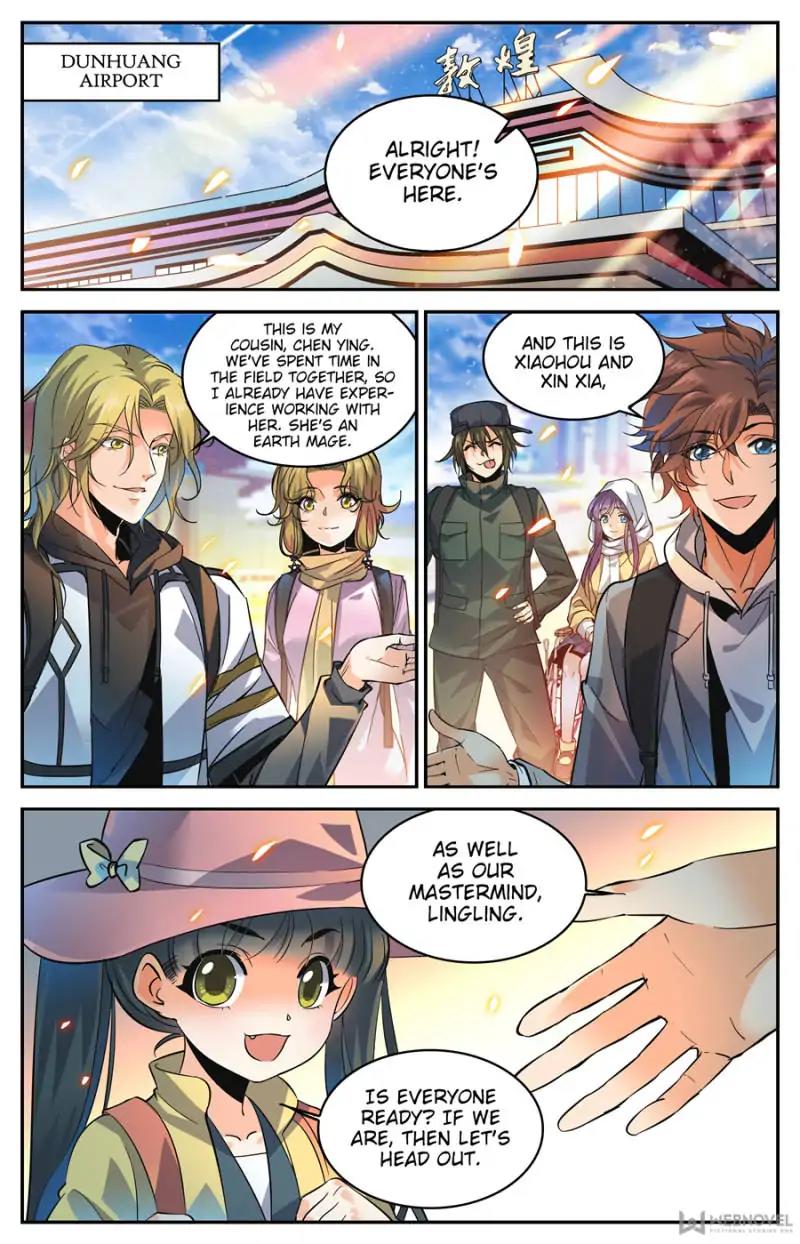 DUNHUANG
AIRPORT
敦煌
ALRIGHT!
EVERYONE'S
HERE.
THIS IS MY
COUSIN, CHEN YING.
WE'VE SPENT TIME IN
THE FIELD TOGETHER, SO
I ALREADY HAVE EXPER-
IENCE WORKING WITH
HER. SHE'S AN
EARTH MAGE.
AND THIS IS
XIAOHOU AND
XIN XIA,
AS WELL
AS OUR
MASTERMIND,
LINGLING.
IS EVERYONE
READY? IF WE
ARE, THEN LET'S
HEAD OUT.
WEBNOVEL